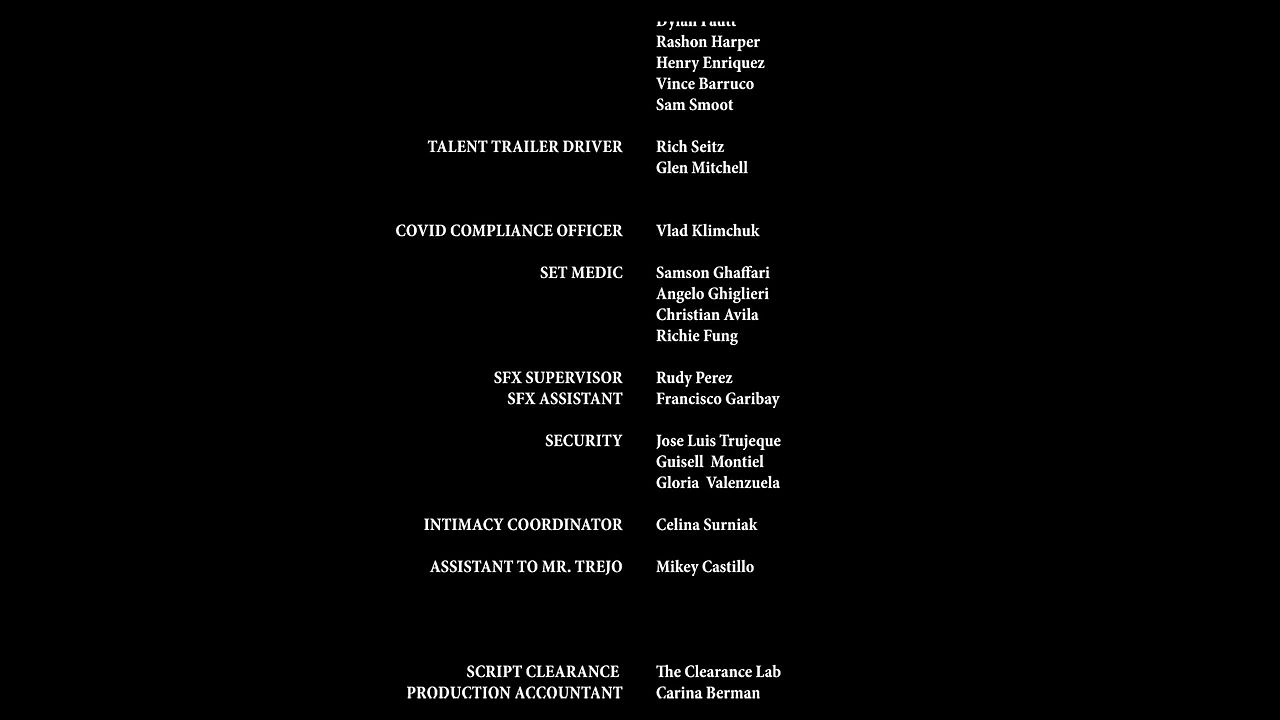 Rashon Harper
Henry Enriquez
Vince Barruco
Sam Smoot
TALENT TRAILER DRIVER Rich Seitz
Glen Mitchell
COVID COMPLIANCE OFFICER Vlad Klimchuk
SET MEDIC Samson Ghaffari
Angelo Ghiglieri
Christian Avila
Richie Fung
SFX SUPERVISOR Rudy Perez
SFX ASSISTANT Francisco Garibay
SECURITY Jose Luis Trujeque
Guisell Montiel
Gloria Valenzuela
INTIMACY COORDINATOR Celina Surniak
ASSISTANT TO MR. TREJO Mikey Castillo
SCRIPT CLEARANCE The Clearance Lab
PRODUCTION ACCOUNTANT Carina Berman